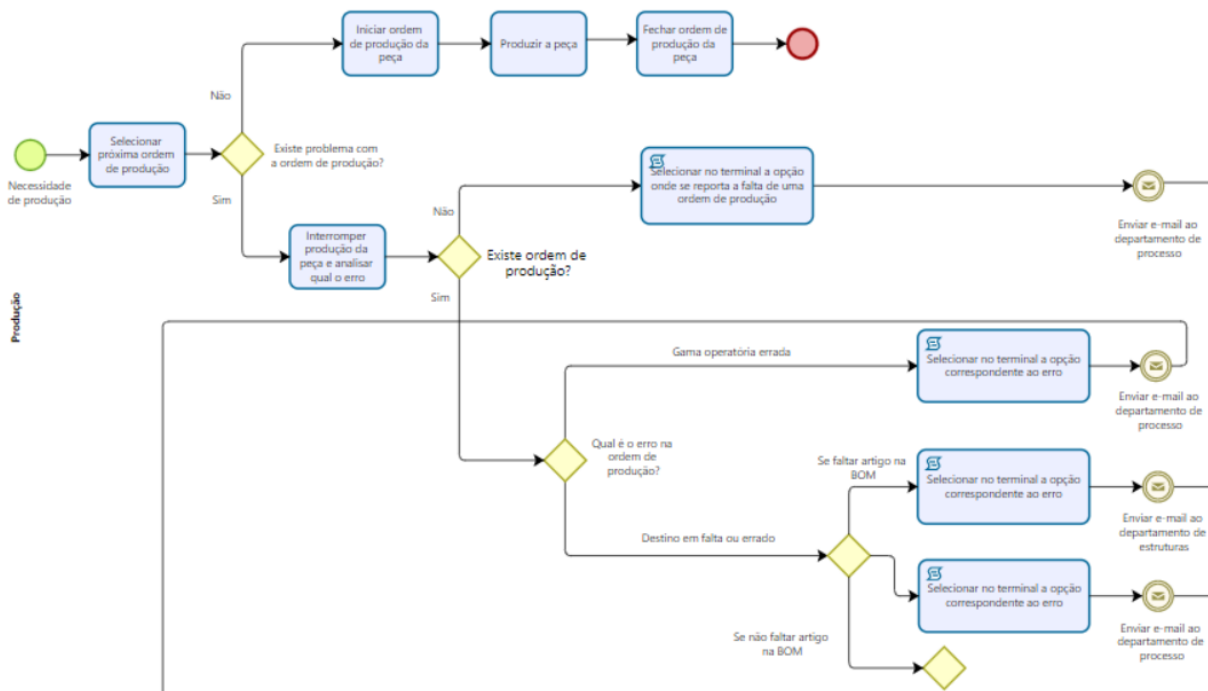 Iniciar ordem
de produção da
peça
Produzir a peça
Fechar ordem de
produção da
peça
Não
Selecionar
próxima ordem
de produção
Existe problema com
a ordem de produção?
Necessidade
de produção
Sim
Selecionar no terminal a opção
onde se reporta a falta de uma
ordem de produção
Não
Enviar e-mail ao
departamento de
processo
Interromper
produção da
peça e analisar
qual o erro
Existe ordem de
produção?
Sim
Produção
Gama operatória errada
Selecionar no terminal a opção
correspondente ao erro
Enviar e-mail ao
departamento de
processo
Qual é o erro na
ordem de
produção?
Se faltar artigo na
BOM
Selecionar no terminal a opção
correspondente ao erro
Enviar e-mail ao
departamento de
estruturas
Destino em falta ou errado
Selecionar no terminal a opção
correspondente ao erro
Enviar e-mail ao
departamento de
processo
Se não faltar artigo
na BOM